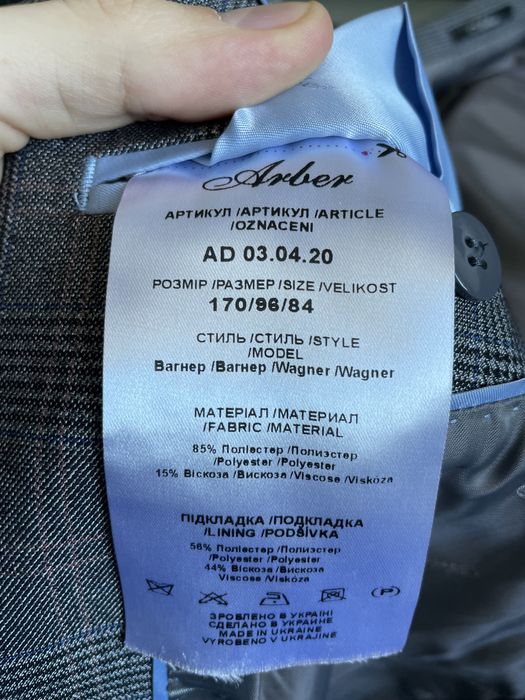 Arber
АРТИКУЛ /АРТИКУЛ /ARTICLE
/OZNACENI
AD 03.04.20
РОЗМІР /РАЗМЕР /SIZE /VELIKOST
170/96/84
СТИЛЬ /СТИЛЬ /STYLE
/MODEL
Вагнер /Вагнер /Wagner /Wagner
МАТЕРІАЛ /МАТЕРИАЛ
/FABRIC /MATERIAL
85% Поліестер /Полиэстер
/Polyester /Polyester
15% Віскоза /Вискоза /Viscose /Viskóza
ПІДКЛАДКА /ПОДКЛАДКА
/LINING /PODŠÍVKA
56% Поліестер /Полиэстер
/Polyester /Polyester
44% Віскоза /Вискоза
Viscose /Viskóza
P
ЗРОБЛЕНО В УКРАЇНІ
СДЕЛАНО В УКРАИНЕ
MADE IN UKRAINE
VYROBENO V UKRAJINE